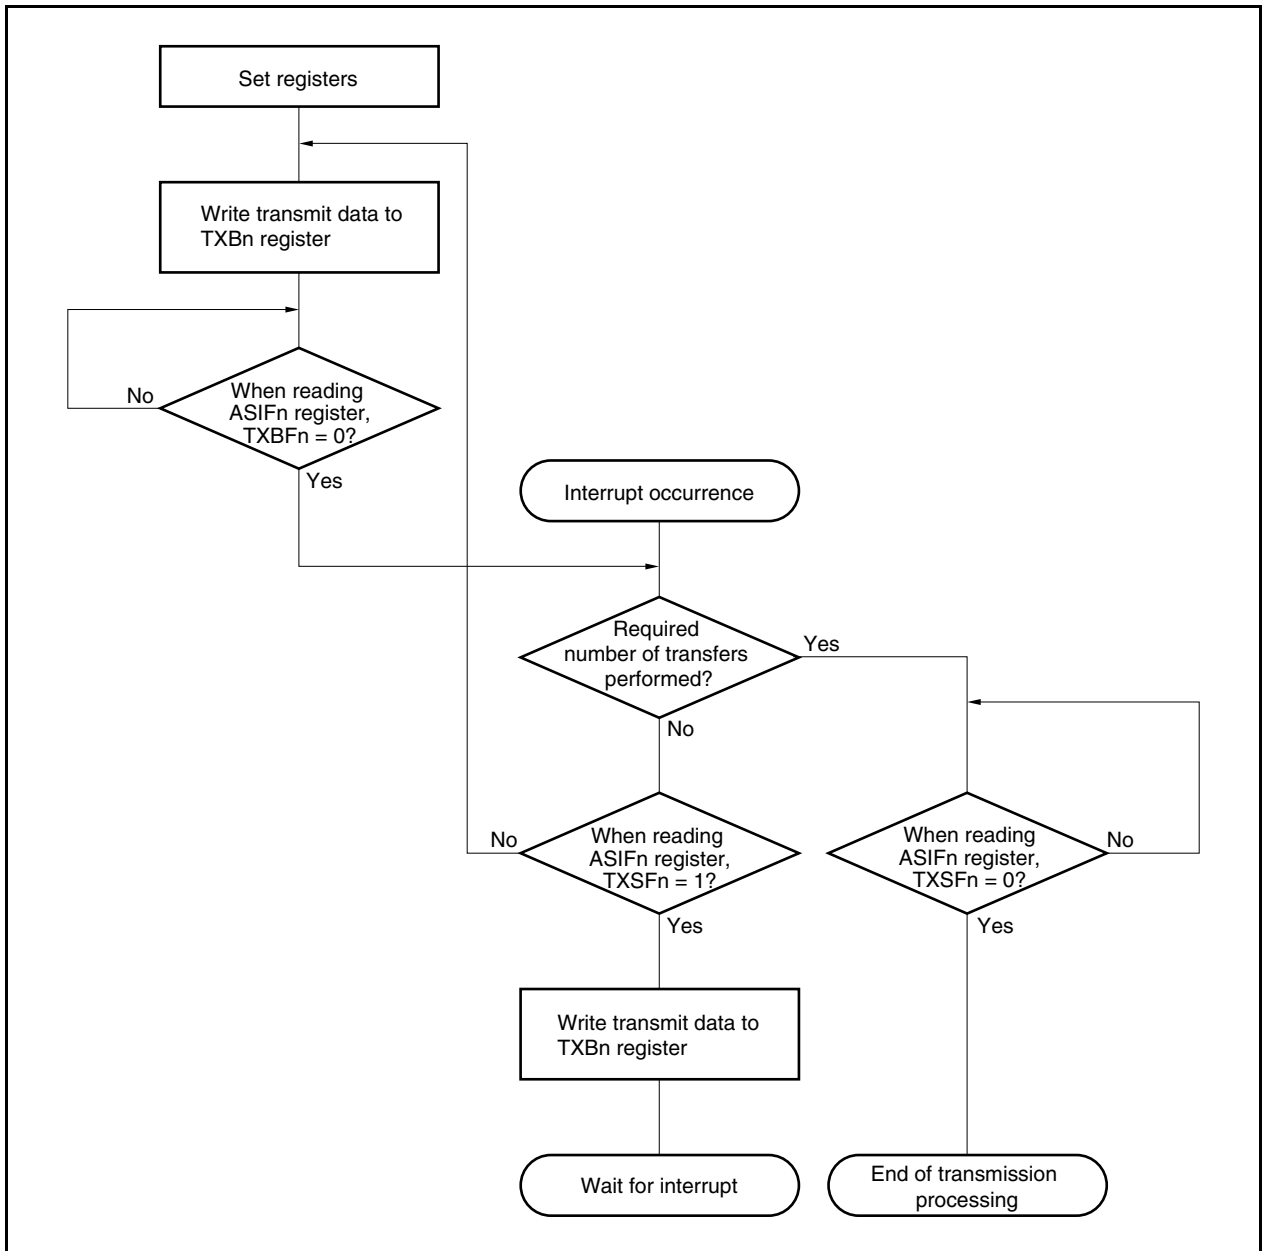 Set registers
Write transmit data to
TXBn register
No
When reading
ASIFn register,
TXBFn = 0?
Yes
Interrupt occurrence
Required
number of transfers
performed?
Yes
No
No
When reading
ASIFn register,
TXSFn = 1?
Yes
When reading
ASIFn register,
TXSFn = 0?
No
Yes
Write transmit data to
TXBn register
Wait for interrupt
End of transmission
processing